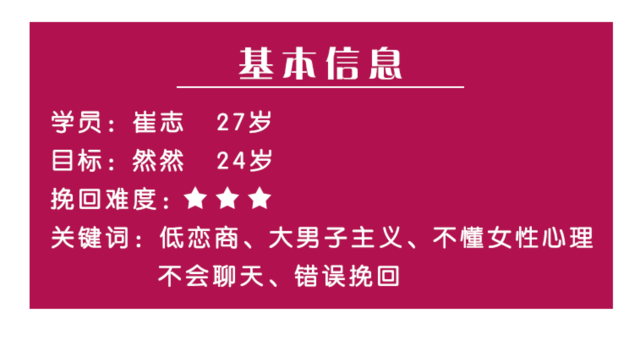 基本信息
学员：崔志 27岁
目标：然然 24岁
挽回难度：★★★
关键词：低恋商、大男子主义、不懂女性心理
不会聊天、错误挽回